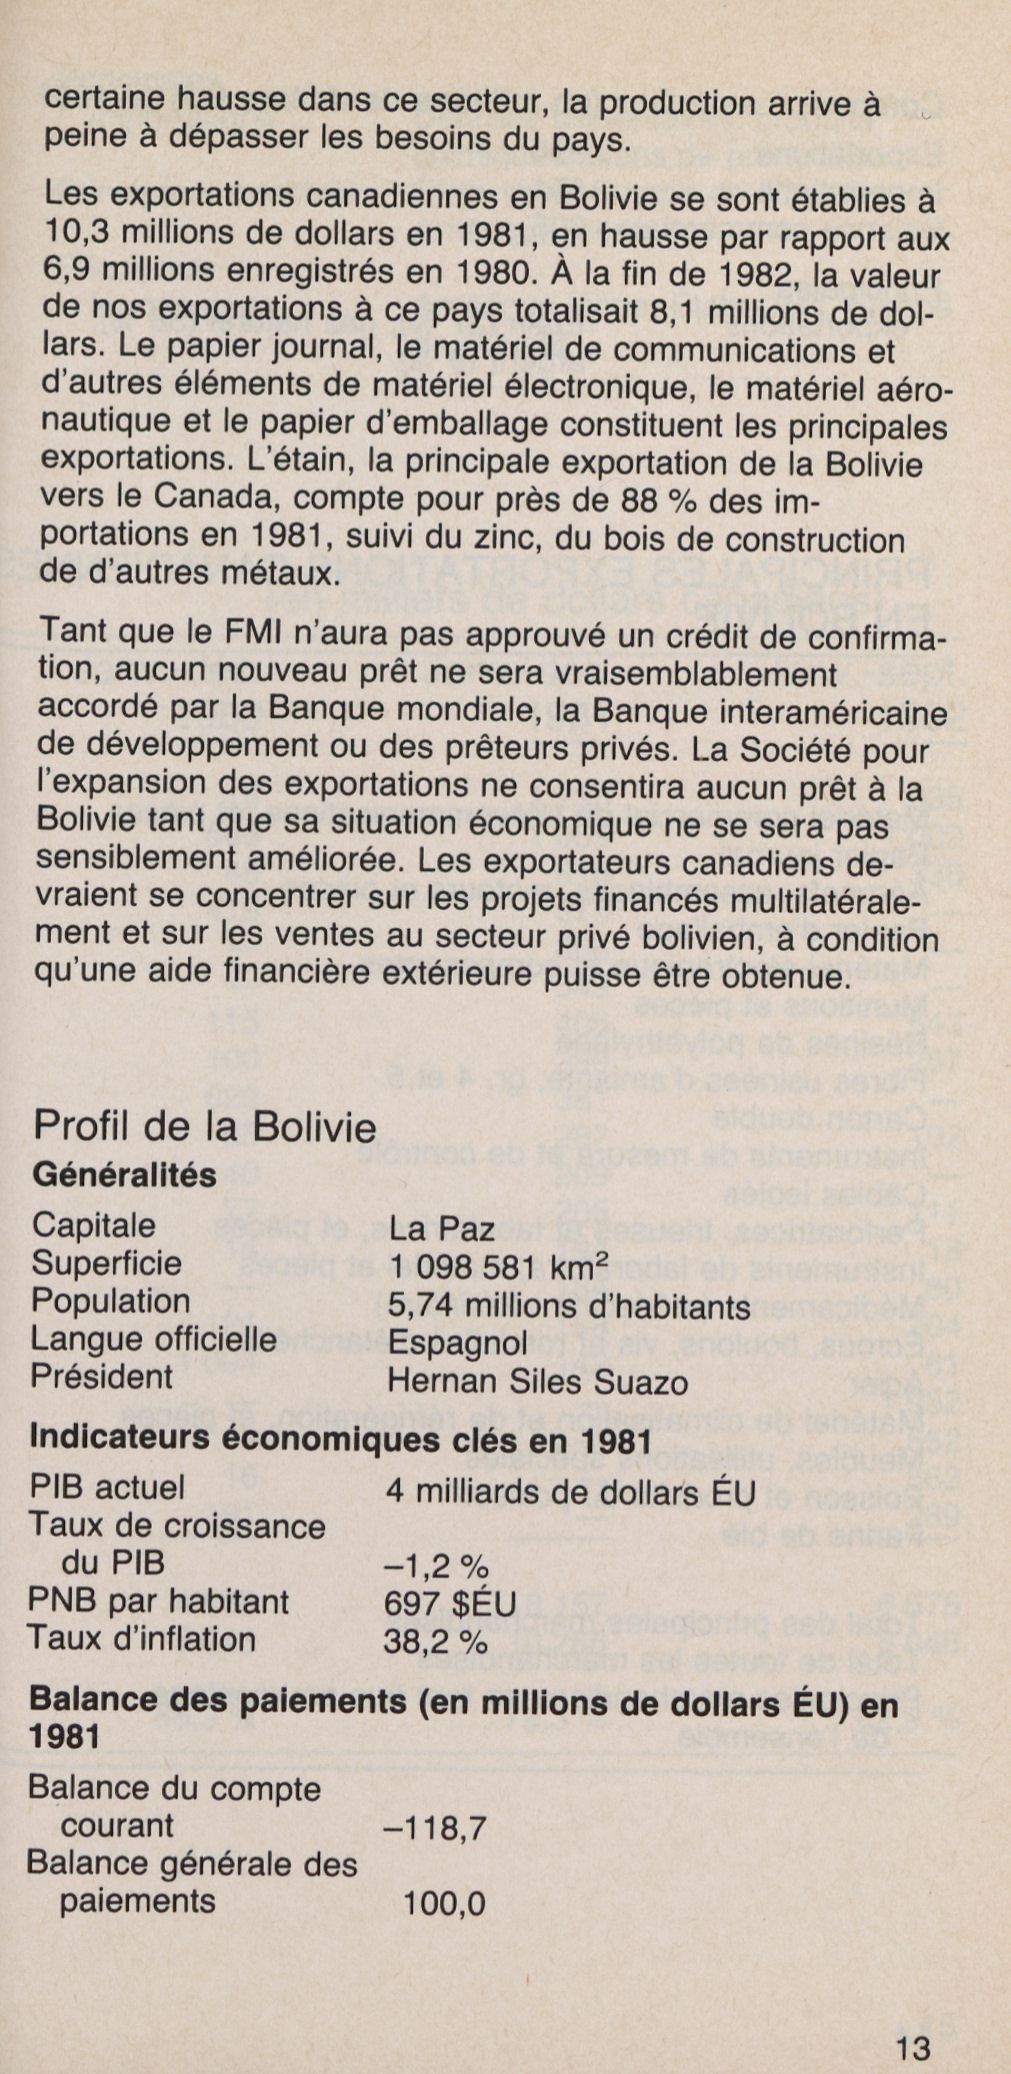 certaine hausse dans ce secteur, la production arrive à
peine à dépasser les besoins du pays.
Les exportations canadiennes en Bolivie se sont établies à
10,3 millions de dollars en 1981, en hausse par rapport aux
6,9 millions enregistrés en 1980. À la fin de 1982, la valeur
de nos exportations à ce pays totalisait 8,1 millions de dol-
lars. Le papier journal, le matériel de communications et
d'autres éléments de matériel électronique, le matériel aéro-
nautique et le papier d'emballage constituent les principales
exportations. L'étain, la principale exportation de la Bolivie
vers le Canada, compte pour près de 88 % des im-
portations en 1981, suivi du zinc, du bois de construction
de d'autres métaux.
Tant que le FMI n'aura pas approuvé un crédit de confirma-
tion, aucun nouveau prêt ne sera vraisemblablement
accordé par la Banque mondiale, la Banque interaméricaine
de développement ou des prêteurs privés. La Société pour
l'expansion des exportations ne consentira aucun prêt à la
Bolivie tant que sa situation économique ne se sera pas
sensiblement améliorée. Les exportateurs canadiens de-
vraient se concentrer sur les projets financés multilatérale-
ment et sur les ventes au secteur privé bolivien, à condition
qu'une aide financière extérieure puisse être obtenue.
Profil de la Bolivie
Généralités
Capitale La Paz
Superficie 1 098 581 km²
Population 5,74 millions d'habitants
Langue officielle Espagnol
Président Hernan Siles Suazo
Indicateurs économiques clés en 1981
PIB actuel 4 milliards de dollars ÉU
Taux de croissance
du PIB –1,2 %
PNB par habitant 697 $ÉU
Taux d'inflation 38,2 %
Balance des paiements (en millions de dollars ÉU) en
1981
Balance du compte
courant –118,7
Balance générale des
paiements 100,0
13